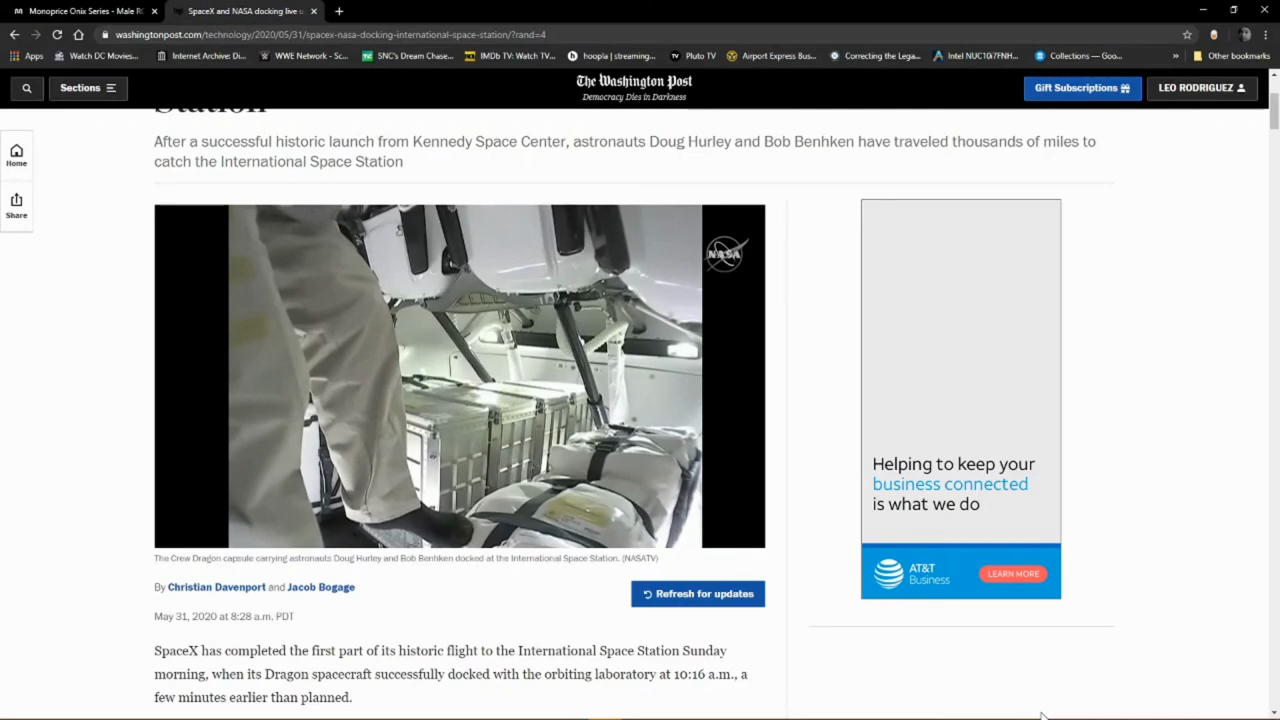 Monoprice Onix Series - Male RC
SpaceX and NASA docking live u
washingtonpost.com/technology/2020/05/31/spacex-nasa-docking-international-space-station/?rand=4
Apps
Watch DC Movies...
Internet Archive: Di...
WWE Network - Sc...
SNC's Dream Chase...
IMDb TV: Watch TV...
hoopla | streaming...
Pluto TV
Airport Express Bus...
Correcting the Lega...
Intel NUC10i7FNH...
Collections — Goo...
»
Other bookmarks
Sections
The Washington Post
Democracy Dies in Darkness
Gift Subscriptions
LEO RODRIGUEZ
Station
Home
Share
After a successful historic launch from Kennedy Space Center, astronauts Doug Hurley and Bob Benhken have traveled thousands of miles to
catch the International Space Station
NASA
The Crew Dragon capsule carrying astronauts Doug Hurley and Bob Benhken docked at the International Space Station. (NASATV)
By Christian Davenport and Jacob Bogage
Refresh for updates
May 31, 2020 at 8:28 a.m. PDT
SpaceX has completed the first part of its historic flight to the International Space Station Sunday
morning, when its Dragon spacecraft successfully docked with the orbiting laboratory at 10:16 a.m., a
few minutes earlier than planned.
Helping to keep your
business connected
is what we do
AT&T
Business
LEARN MORE